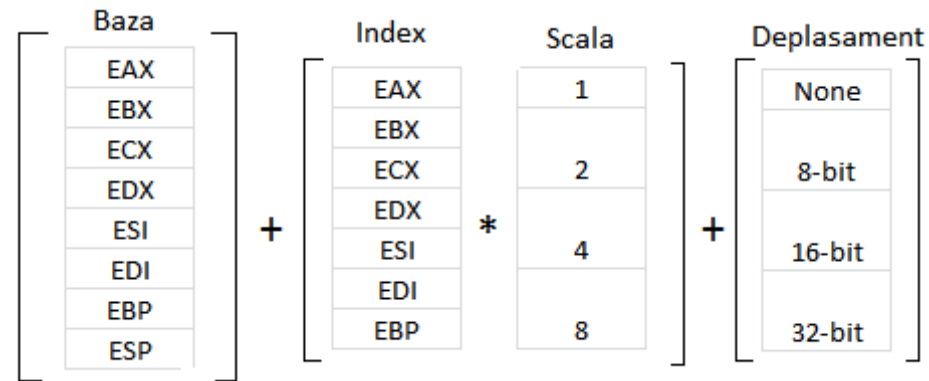 Baza
EAX
EBX
ECX
EDX
ESI
EDI
EBP
ESP
+
Index
EAX
EBX
ECX
EDX
ESI
EDI
EBP
*
Scala
1
2
4
8
+
Deplasament
None
8-bit
16-bit
32-bit